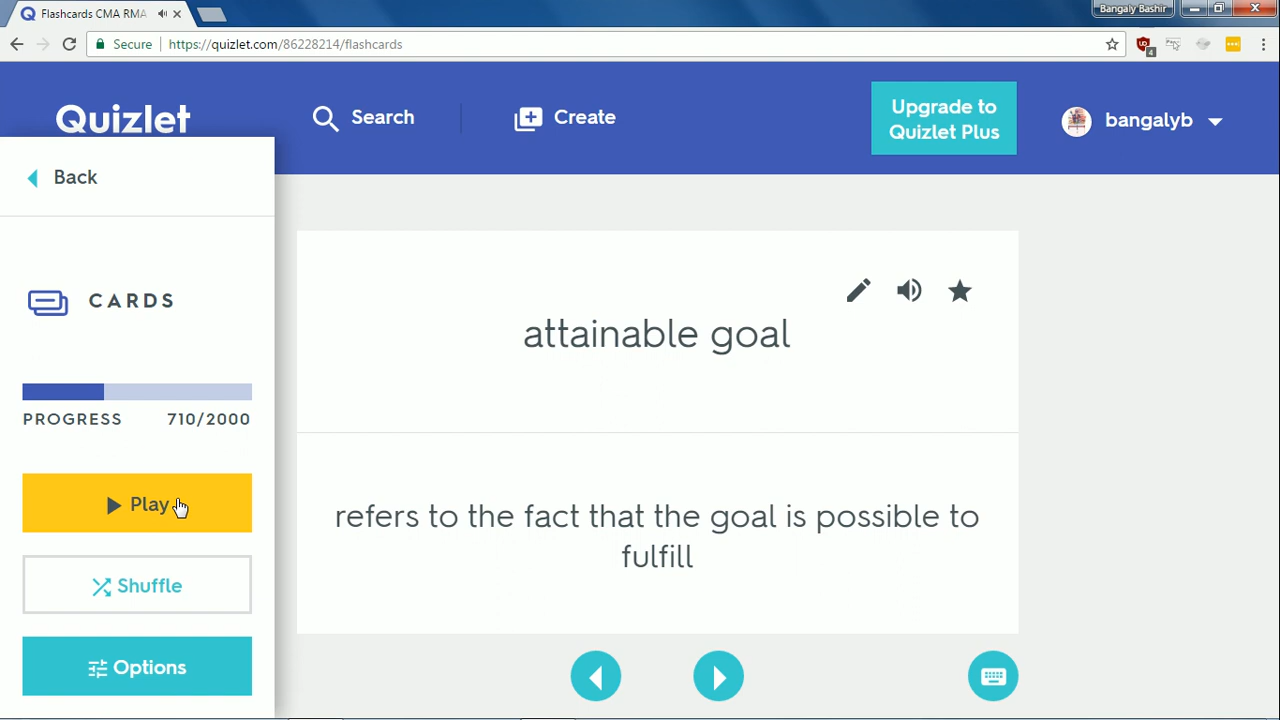 Flashcards CMA RMA
Bangaly Bashir
Secure
https://quizlet.com/86228214/flashcards
4
Quizlet
Search
Create
Upgrade to
Quizlet Plus
bangalyb
Back
CARDS
PROGRESS 710/2000
Play
Shuffle
Options
attainable goal
refers to the fact that the goal is possible to
fulfill